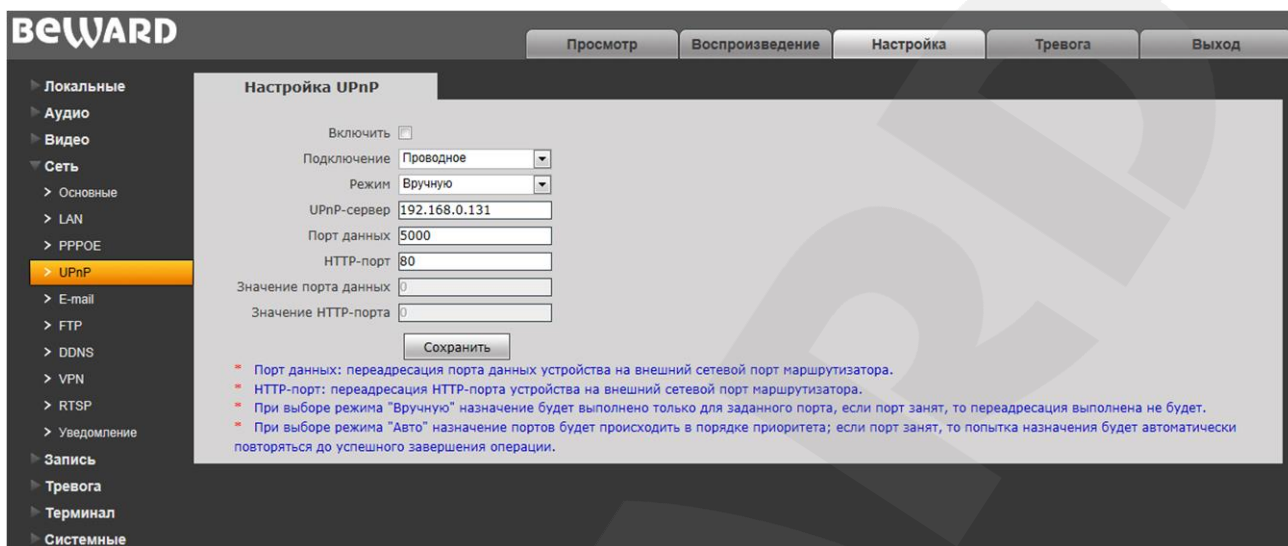 BEWARD
Просмотр Воспроизведение Настройка Тревога Выход
Локальные
Аудио
Видео
Сеть
Основные
LAN
PPPOE
UPnP
E-mail
FTP
DDNS
VPN
RTSP
Уведомление
Запись
Тревога
Терминал
Системные
Настройка UPnP
Включить
Подключение Проводное
Режим Вручную
UPnP-сервер 192.168.0.131
Порт данных 5000
HTTP-порт 80
Значение порта данных 0
Значение HTTP-порта 0
Сохранить
* Порт данных: переадресация порта данных устройства на внешний сетевой порт маршрутизатора.
* HTTP-порт: переадресация HTTP-порта устройства на внешний сетевой порт маршрутизатора.
* При выборе режима "Вручную" назначение будет выполнено только для заданного порта, если порт занят, то переадресация выполнена не будет.
* При выборе режима "Авто" назначение портов будет происходить в порядке приоритета; если порт занят, то попытка назначения будет автоматически
повторяться до успешного завершения операции.